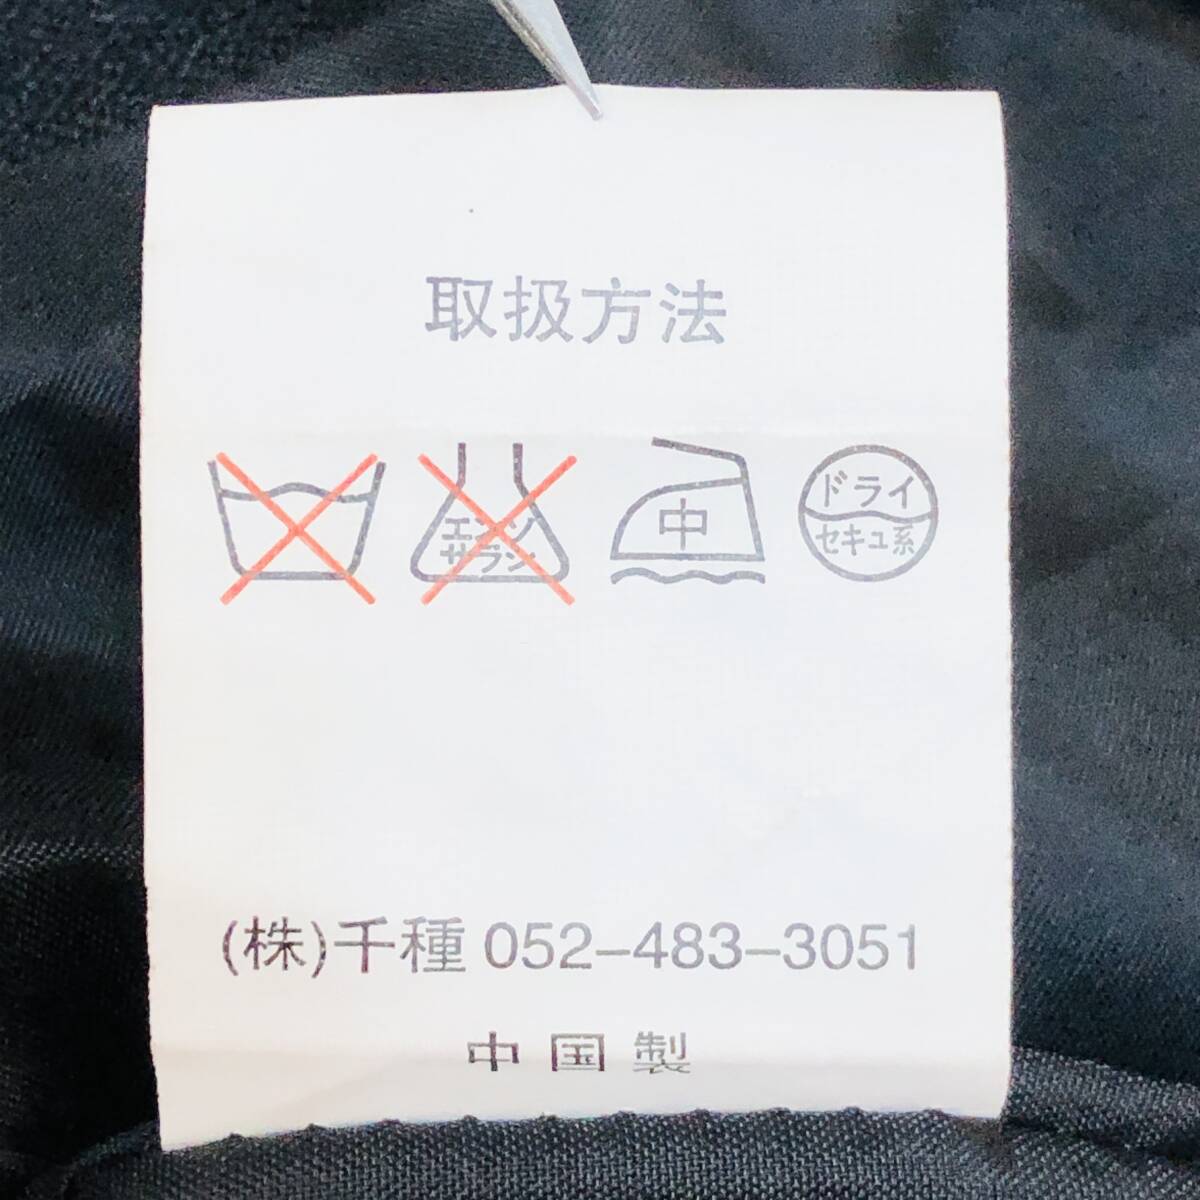 取扱方法
エンソ
サラシ
中
ドライ
セキユ系
(株)千種 052-483-3051
中国製